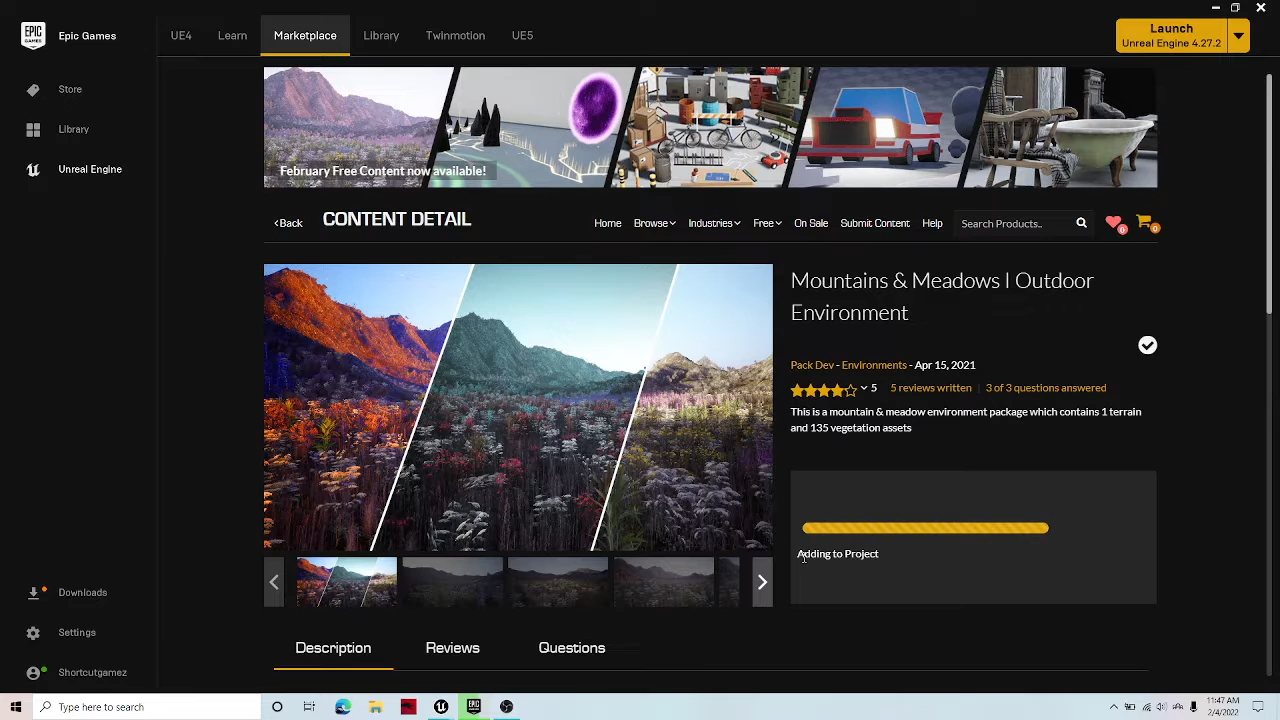 EPIC GAMES
Epic Games
UE4
Learn
Marketplace
Library
Twinmotion
UE5
Launch
Unreal Engine 4.27.2
Store
Library
Unreal Engine
February Free Content now available!
<Back
CONTENT DETAIL
Home
Browse
Industries
Free
On Sale
Submit Content
Help
Search Products..
0
0
Mountains & Meadows I Outdoor
Environment
Pack Dev - Environments - Apr 15, 2021
5
5 reviews written | 3 of 3 questions answered
This is a mountain & meadow environment package which contains 1 terrain
and 135 vegetation assets
Adding to Project
Downloads
Settings
Shortcutgamez
Description
Reviews
Questions
Type here to search
11:47 AM
2/4/2022